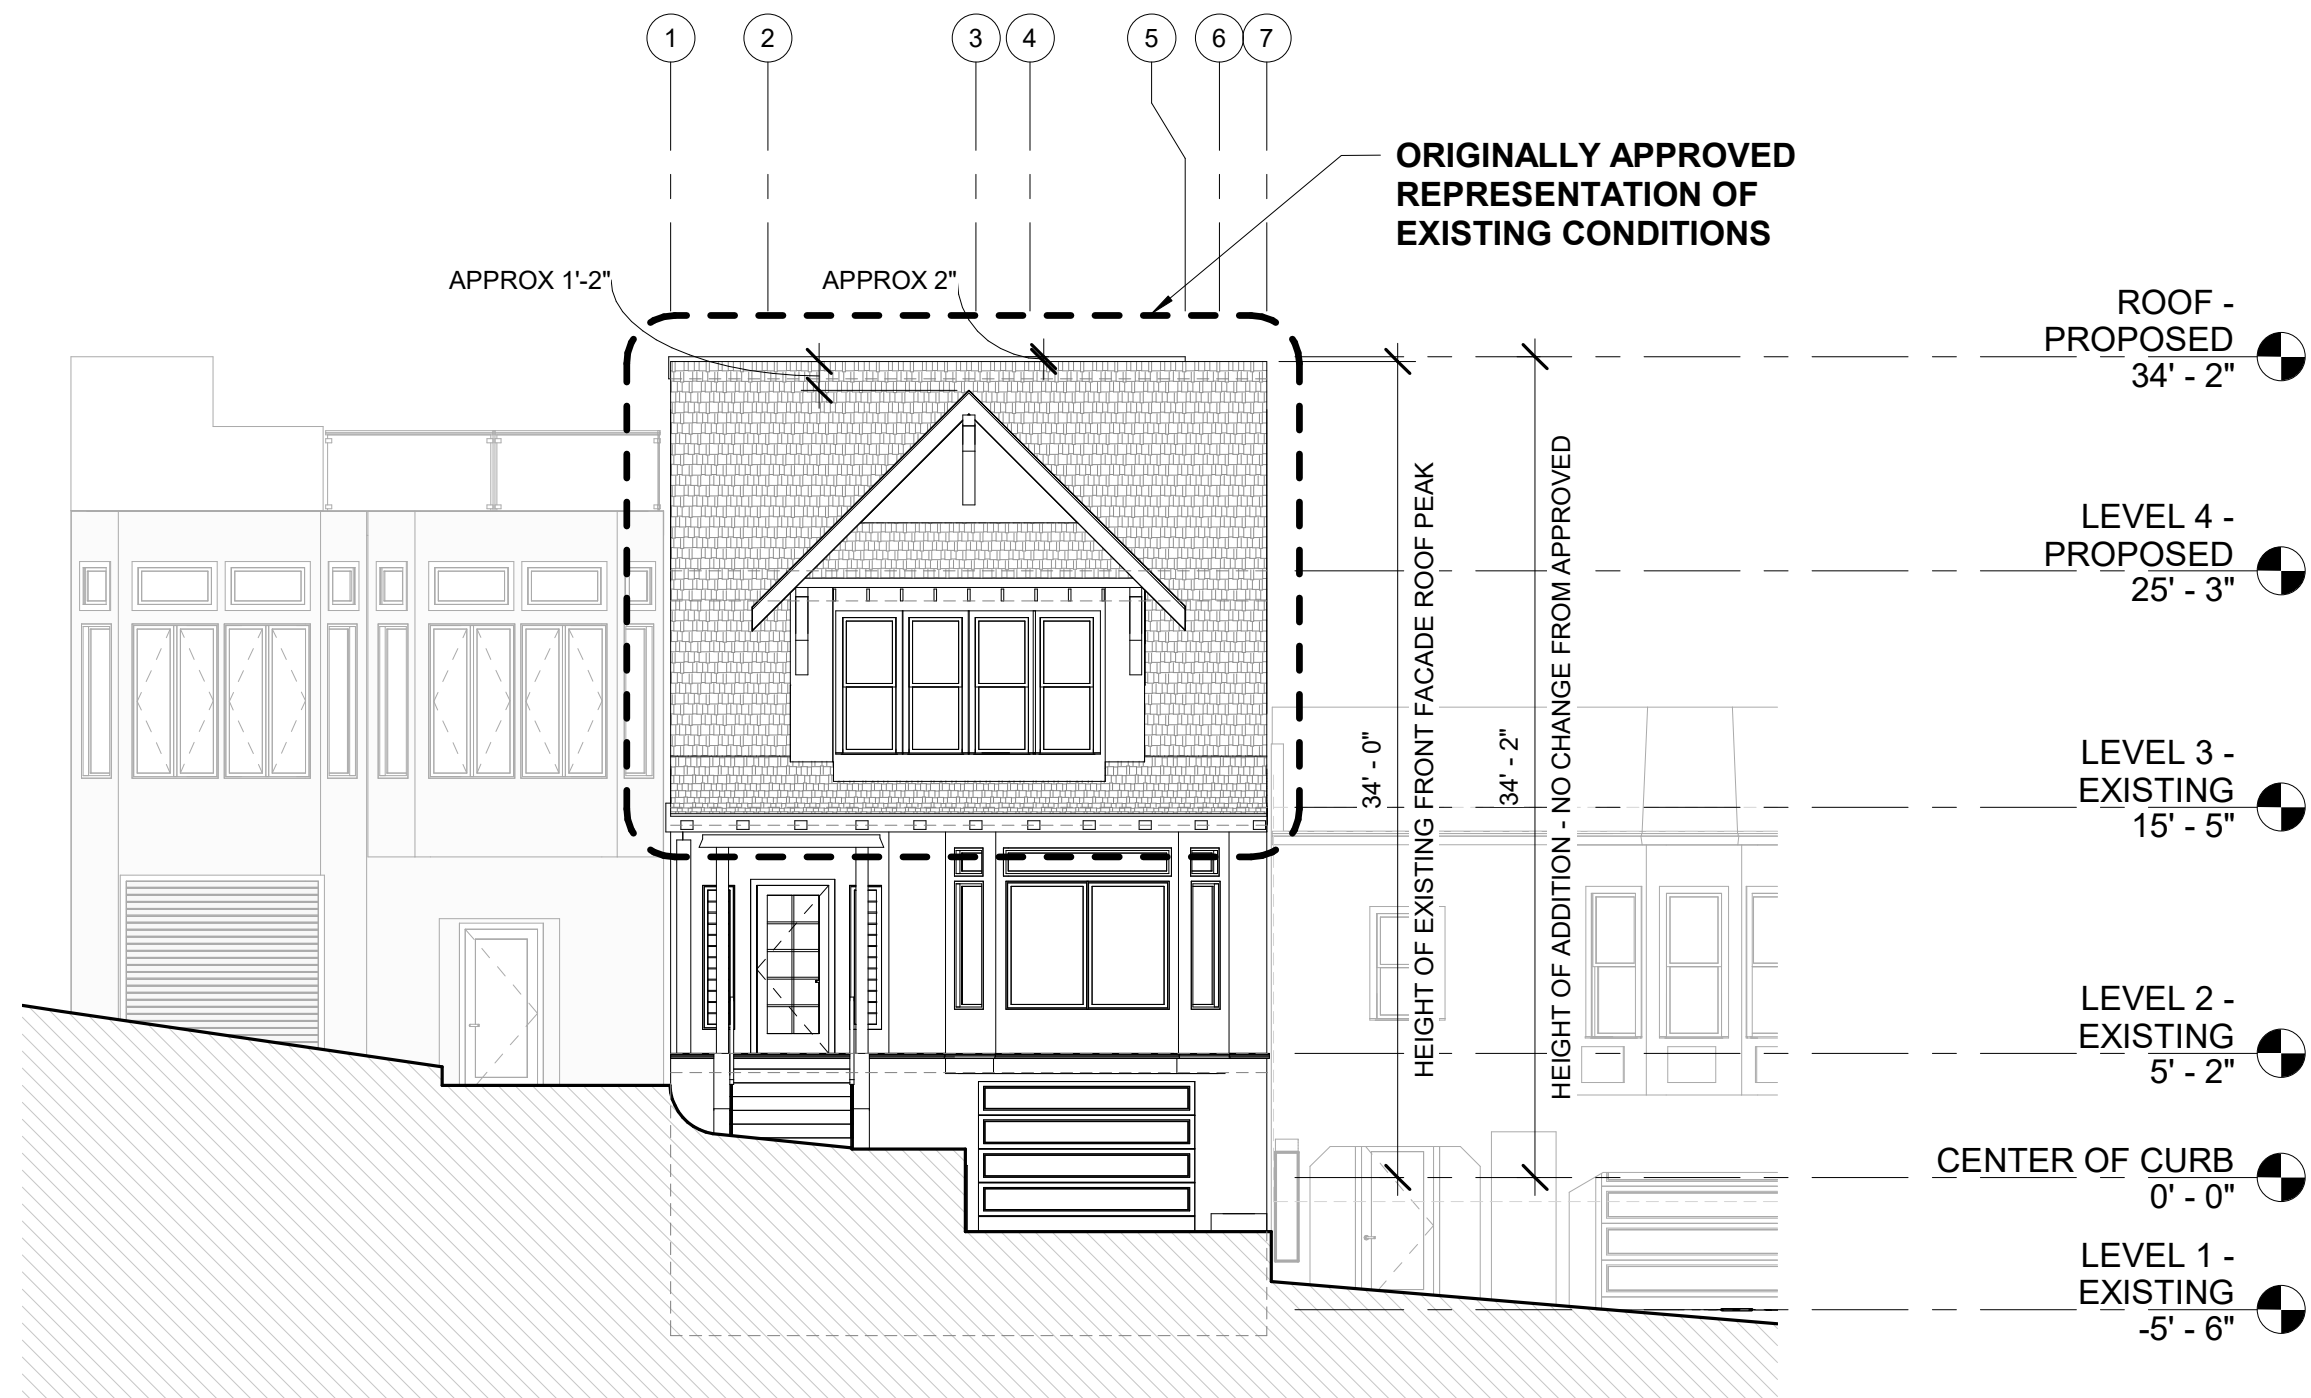 1
2
3
4
5
6
7
ORIGINALLY APPROVED
REPRESENTATION OF
EXISTING CONDITIONS
APPROX 1'-2"
APPROX 2"
ROOF -
PROPOSED
34' - 2"
LEVEL 4 -
PROPOSED
25' - 3"
34' - 0"
HEIGHT OF EXISTING FRONT FACADE ROOF PEAK
34' - 2"
HEIGHT OF ADDITION - NO CHANGE FROM APPROVED
LEVEL 3 -
EXISTING
15' - 5"
LEVEL 2 -
EXISTING
5' - 2"
CENTER OF CURB
0' - 0"
LEVEL 1 -
EXISTING
-5' - 6"